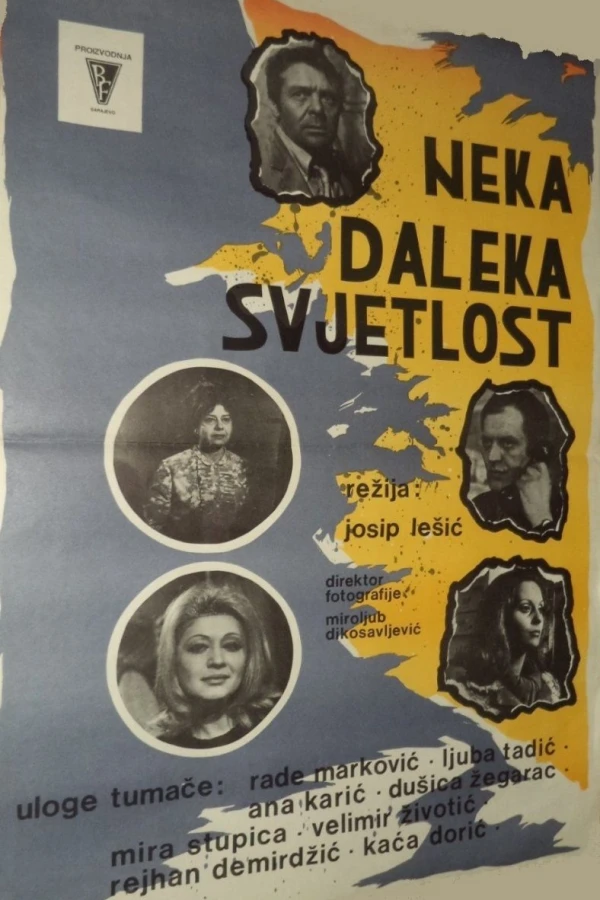 PROIZVODNJA
BF
SARAJEVO
NEKA
DALEKA
SVJETLOST
režija:
josip lešić
direktor
fotografije:
miroljub
dikosavljević
uloge tumače: rade marković · ljuba tadić ·
ana karić · dušica žegarac ·
mira stupica · velimir životić ·
rejhan demirdžić · kaća dorić ·